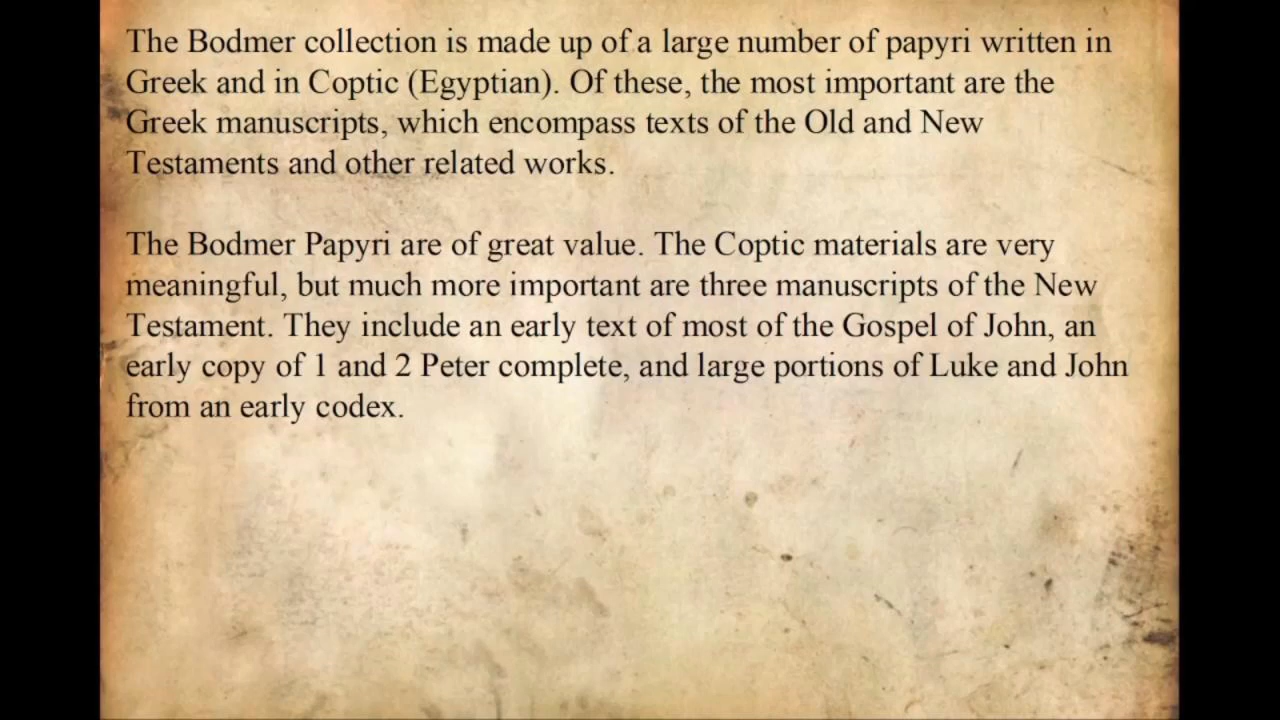 The Bodmer collection is made up of a large number of papyri written in
Greek and in Coptic (Egyptian). Of these, the most important are the
Greek manuscripts, which encompass texts of the Old and New
Testaments and other related works.
The Bodmer Papyri are of great value. The Coptic materials are very
meaningful, but much more important are three manuscripts of the New
Testament. They include an early text of most of the Gospel of John, an
early copy of 1 and 2 Peter complete, and large portions of Luke and John
from an early codex.